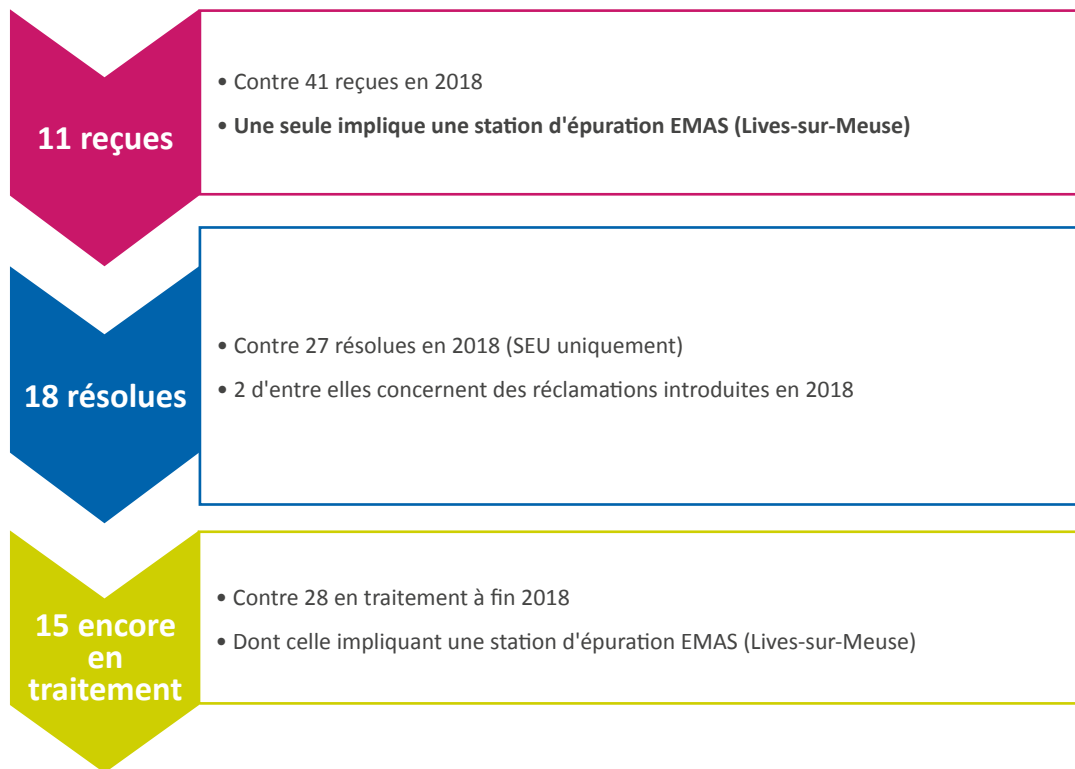 11 reçues
• Contre 41 reçues en 2018
• Une seule implique une station d'épuration EMAS (Lives-sur-Meuse)
18 résolues
• Contre 27 résolues en 2018 (SEU uniquement)
• 2 d'entre elles concernent des réclamations introduites en 2018
15 encore
en
traitement
• Contre 28 en traitement à fin 2018
• Dont celle impliquant une station d'épuration EMAS (Lives-sur-Meuse)